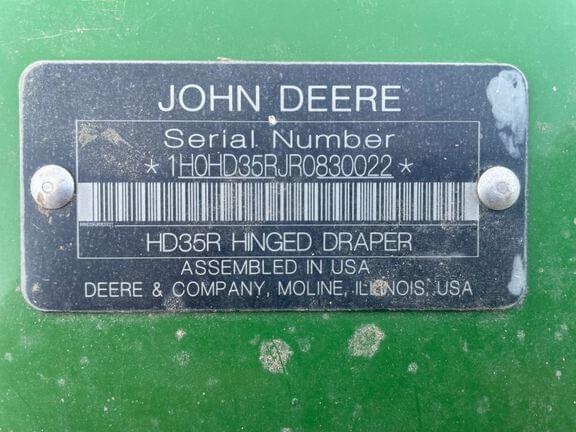 JOHN DEERE
Serial Number
*1H0HD35RJR0830022*
HD35R HINGED DRAPER
ASSEMBLED IN USA
DEERE & COMPANY, MOLINE, ILLINOIS, USA